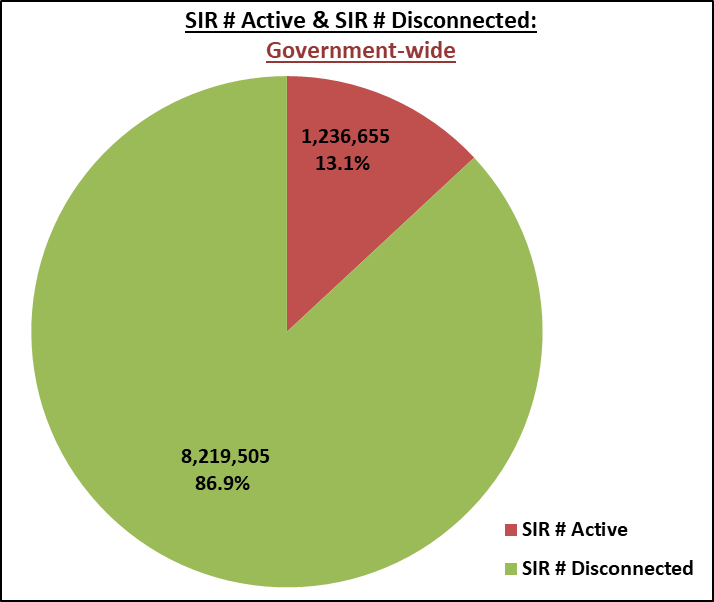 SIR # Active & SIR # Disconnected:
Government-wide
1,236,655
13.1%
8,219,505
86.9%
SIR # Active
SIR # Disconnected